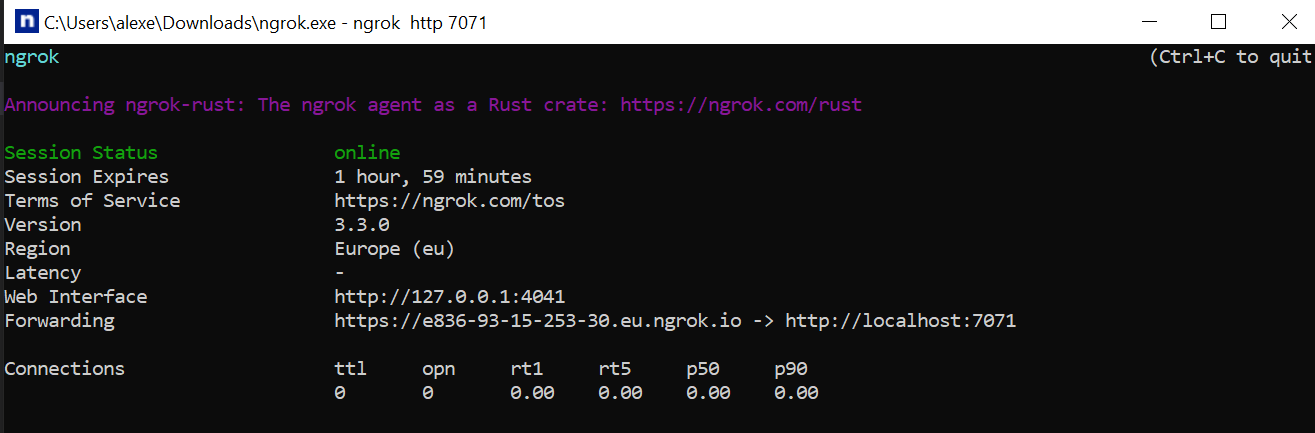 n C:\Users\alexe\Downloads\ngrok.exe - ngrok  http 7071
ngrok (Ctrl+C to quit
Announcing ngrok-rust: The ngrok agent as a Rust crate: https://ngrok.com/rust
Session Status online
Session Expires 1 hour, 59 minutes
Terms of Service https://ngrok.com/tos
Version 3.3.0
Region Europe (eu)
Latency -
Web Interface http://127.0.0.1:4041
Forwarding https://e836-93-15-253-30.eu.ngrok.io -> http://localhost:7071
Connections ttl opn rt1 rt5 p50 p90
0 0 0.00 0.00 0.00 0.00